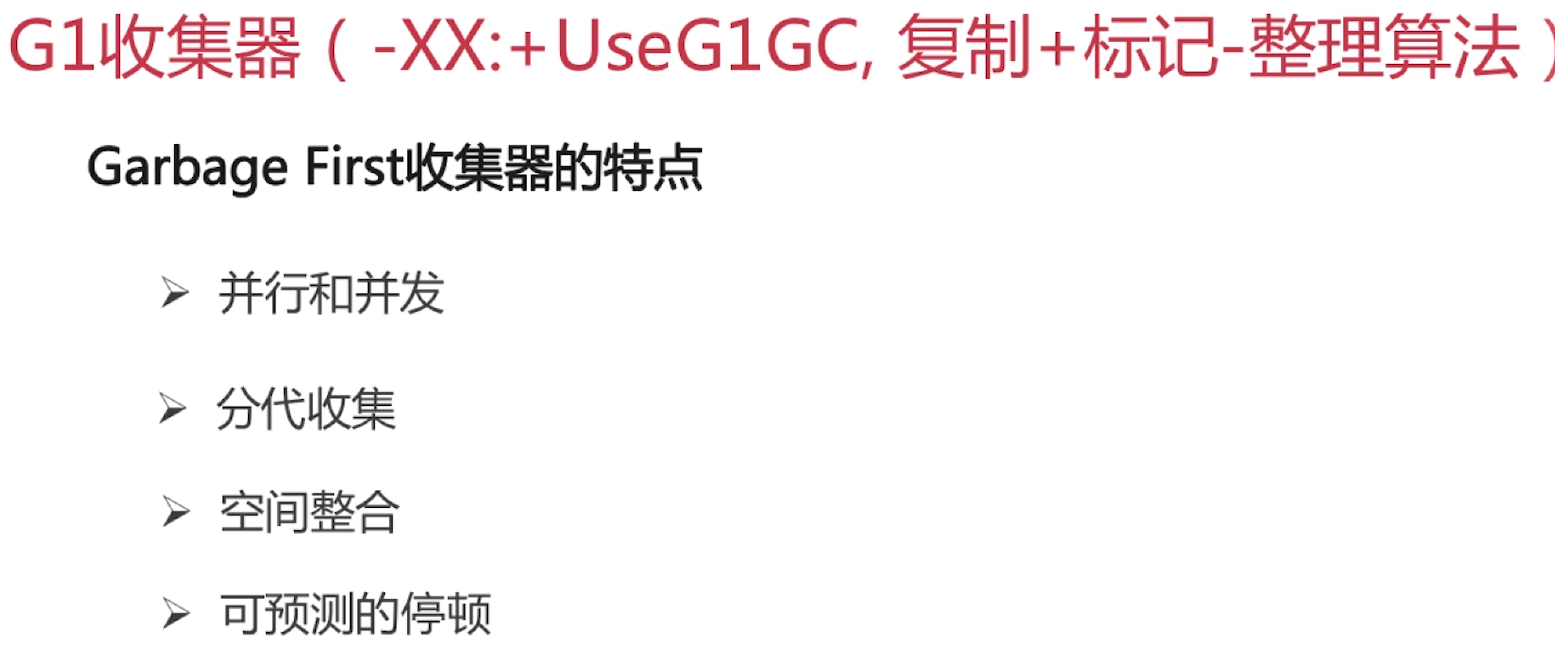 G1收集器（-XX:+UseG1GC, 复制+标记-整理算法）
Garbage First收集器的特点
➢ 并行和并发
➢ 分代收集
➢ 空间整合
➢ 可预测的停顿